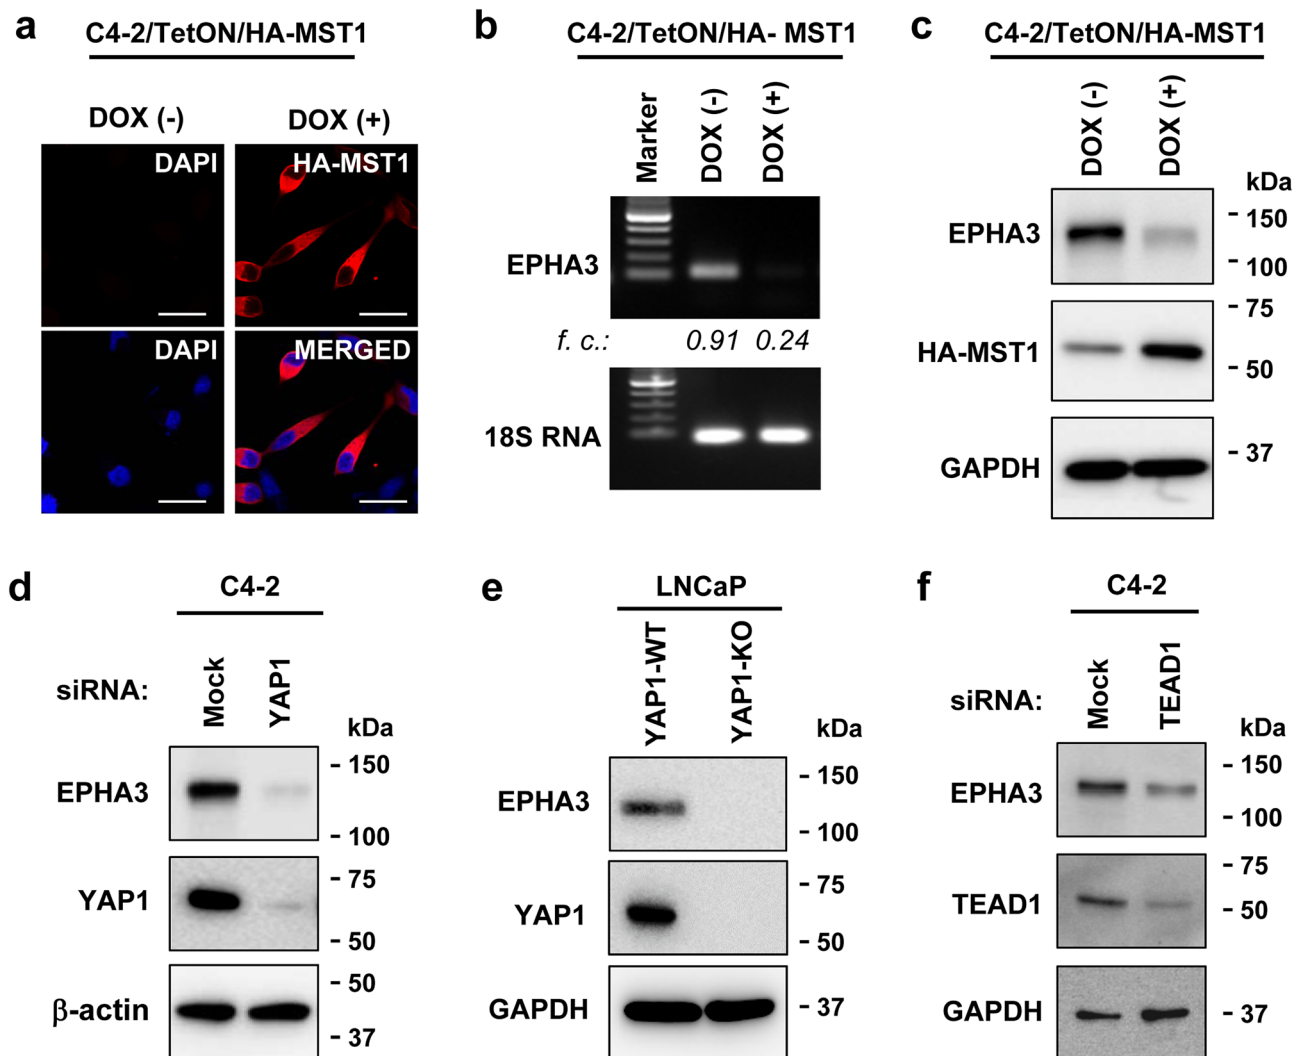 a
C4-2/TetON/HA-MST1
DOX (-)
DOX (+)
DAPI
HA-MST1
DAPI
MERGED
b
C4-2/TetON/HA- MST1
Marker
DOX (-)
DOX (+)
EPHA3
f. c.:
0.91
0.24
18S RNA
c
C4-2/TetON/HA-MST1
DOX (-)
DOX (+)
kDa
EPHA3
- 150
- 100
HA-MST1
- 75
- 50
GAPDH
- 37
d
C4-2
siRNA:
Mock
YAP1
kDa
EPHA3
- 150
- 100
YAP1
- 75
- 50
β-actin
- 50
- 37
e
LNCaP
YAP1-WT
YAP1-KO
kDa
EPHA3
- 150
- 100
YAP1
- 75
- 50
GAPDH
- 37
f
C4-2
siRNA:
Mock
TEAD1
kDa
EPHA3
- 150
- 100
TEAD1
- 75
- 50
GAPDH
- 37